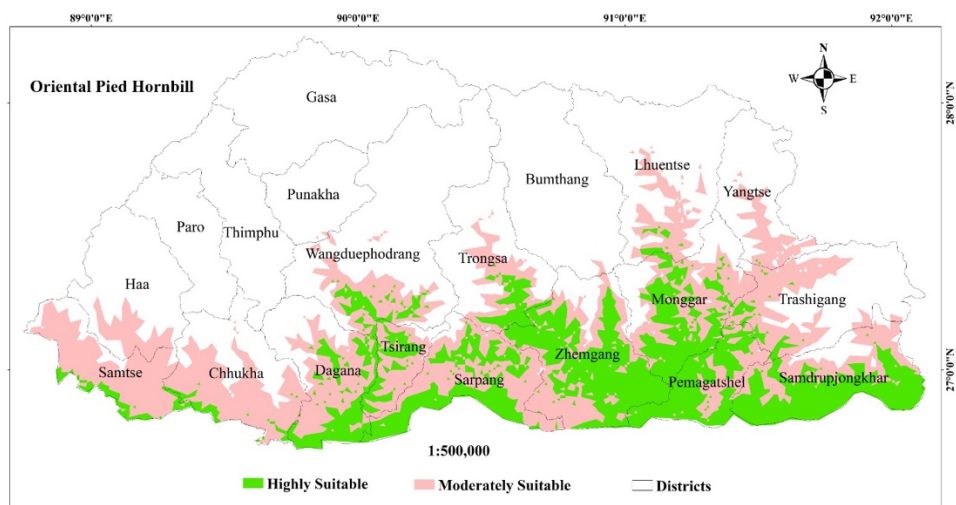 89°0'0"E 90°0'0"E 91°0'0"E 92°0'0"E
N
W E
S
Oriental Pied Hornbill
28°0'0"N
Gasa
Lhuentse
Bumthang
Yangtse
Punakha
Paro
Thimphu
Wangduephodrang
Trongsa
Haa
Monggar
Trashigang
Tsirang
Zhemgang
Samtse
Chhukha
Dagana
Sarpang
Pemagatshel
Samdrupjongkhar
27°0'0"N
1:500,000
Highly Suitable Moderately Suitable Districts